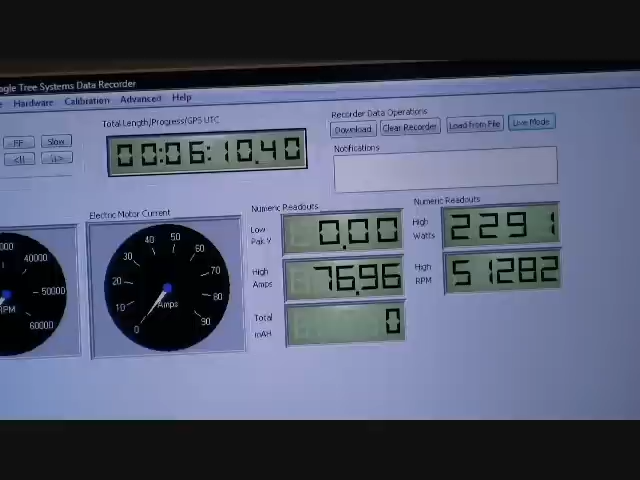 agle Tree Systems Data Recorder
Hardware Calibration Advanced Help
Total Length/Progress/GPS UTC
00:06:10.40
FF Slow
<|| ||>
Recorder Data Operations
Download Clear Recorder Load from File Live Mode
Notifications
Electric Motor Current
0 10 20 30 40 50 60 70 80 90
Amps
000 40000 50000 60000
RPM
Numeric Readouts
Low Pak V
0.00
High Amps
76.96
Total mAH
0
Numeric Readouts
High Watts
2291
High RPM
51282